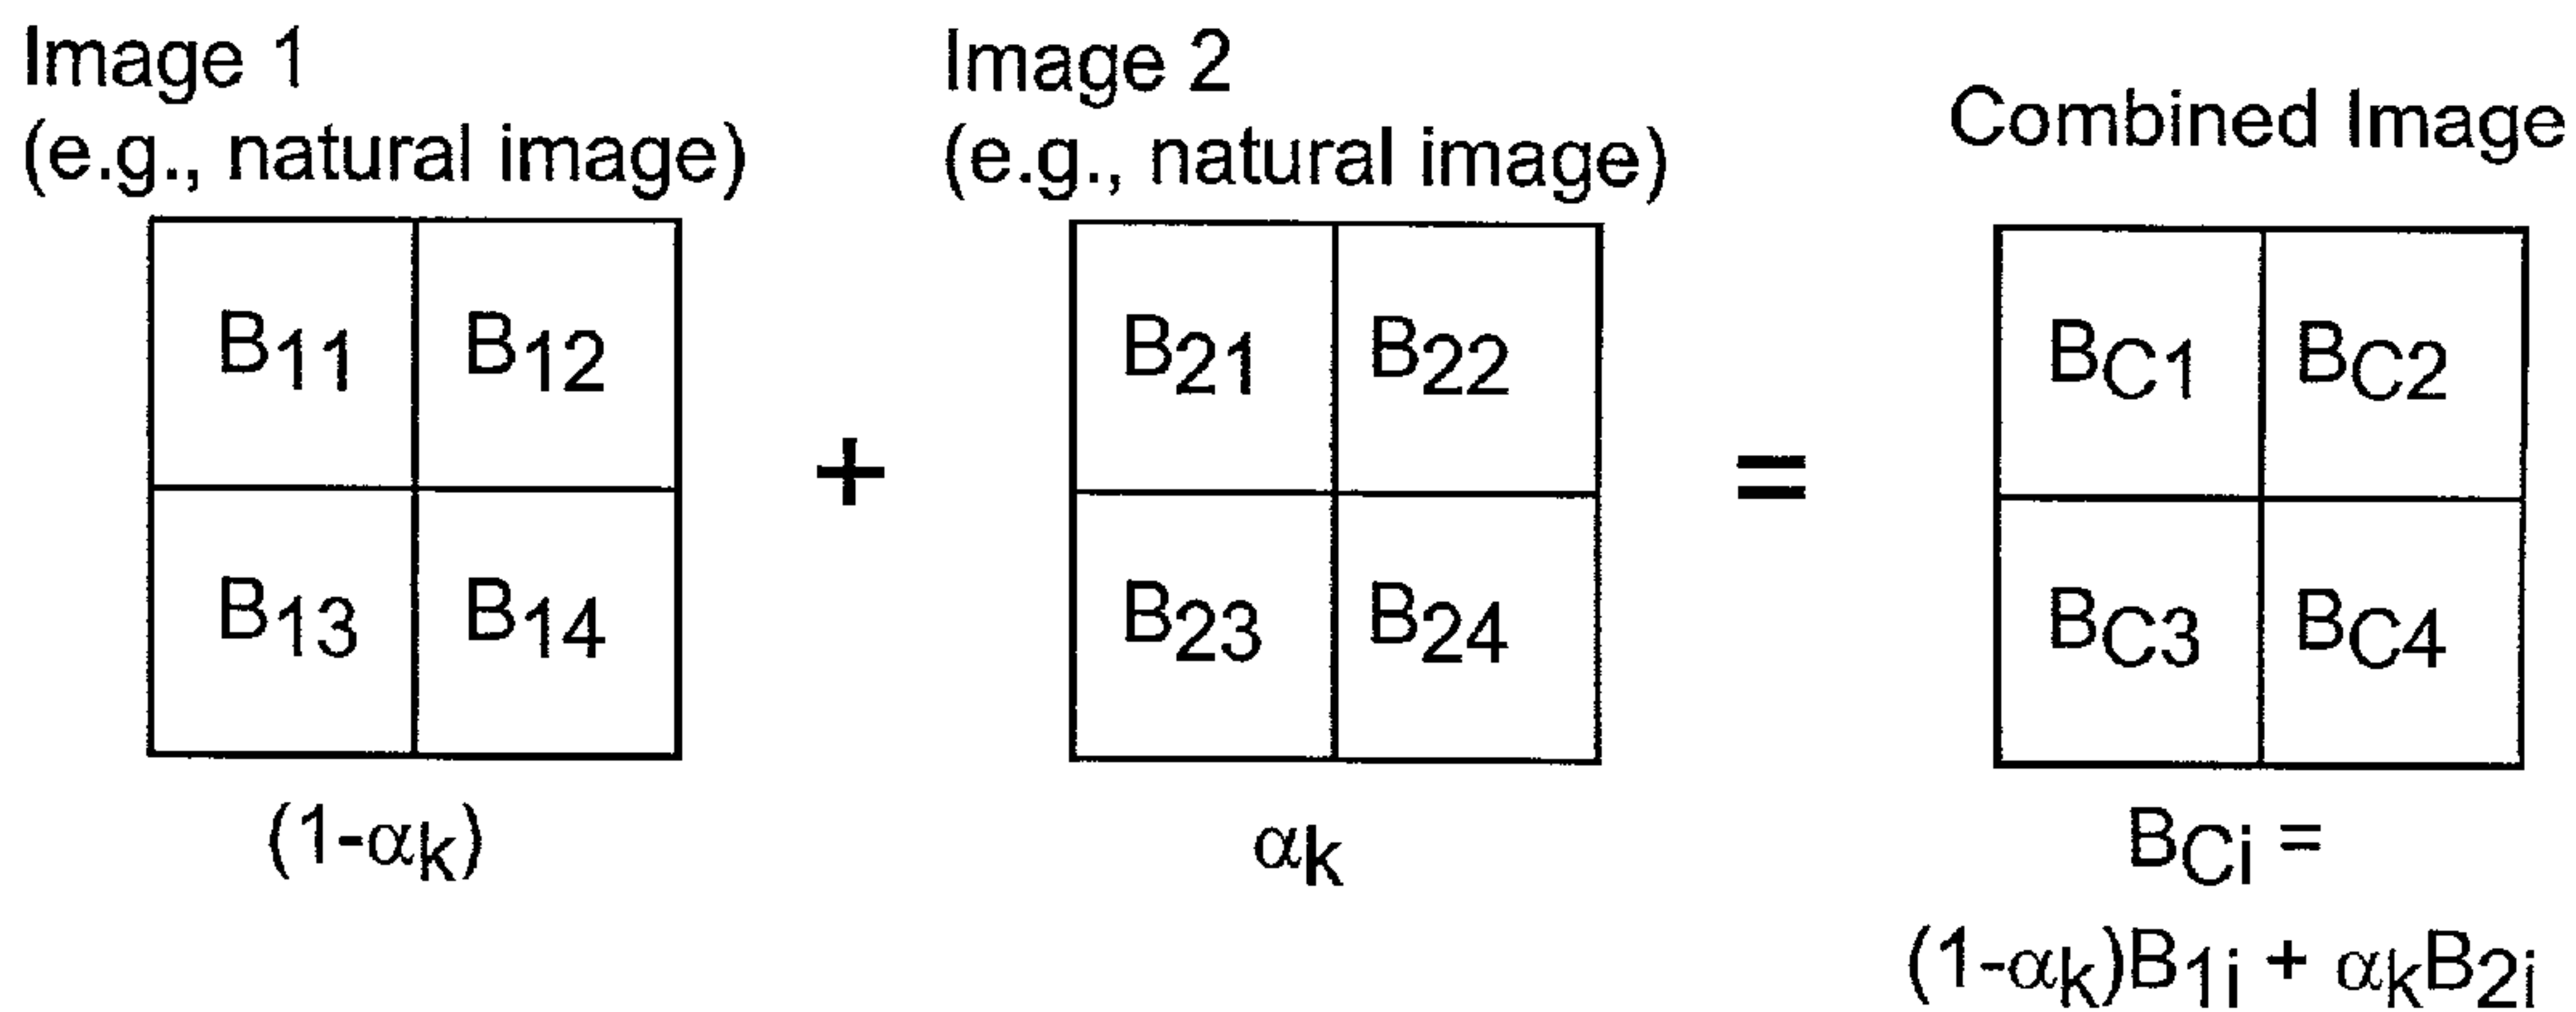 Image 1
(e.g., natural image)
Image 2
(e.g., natural image)
Combined Image
B11 B12
B13 B14
(1-αk)
+
B21 B22
B23 B24
αk
=
BC1 BC2
BC3 BC4
BCi =
(1-αk)B1i + αkB2i